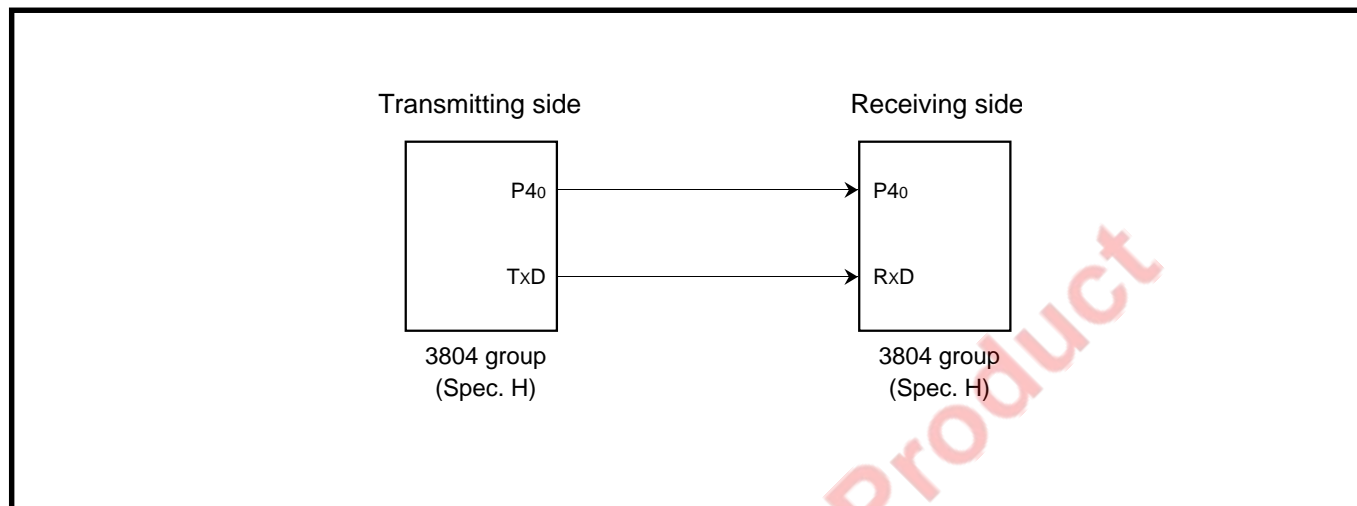 Transmitting side
Receiving side
P40
P40
TxD
RxD
3804 group
(Spec. H)
3804 group
(Spec. H)
Product